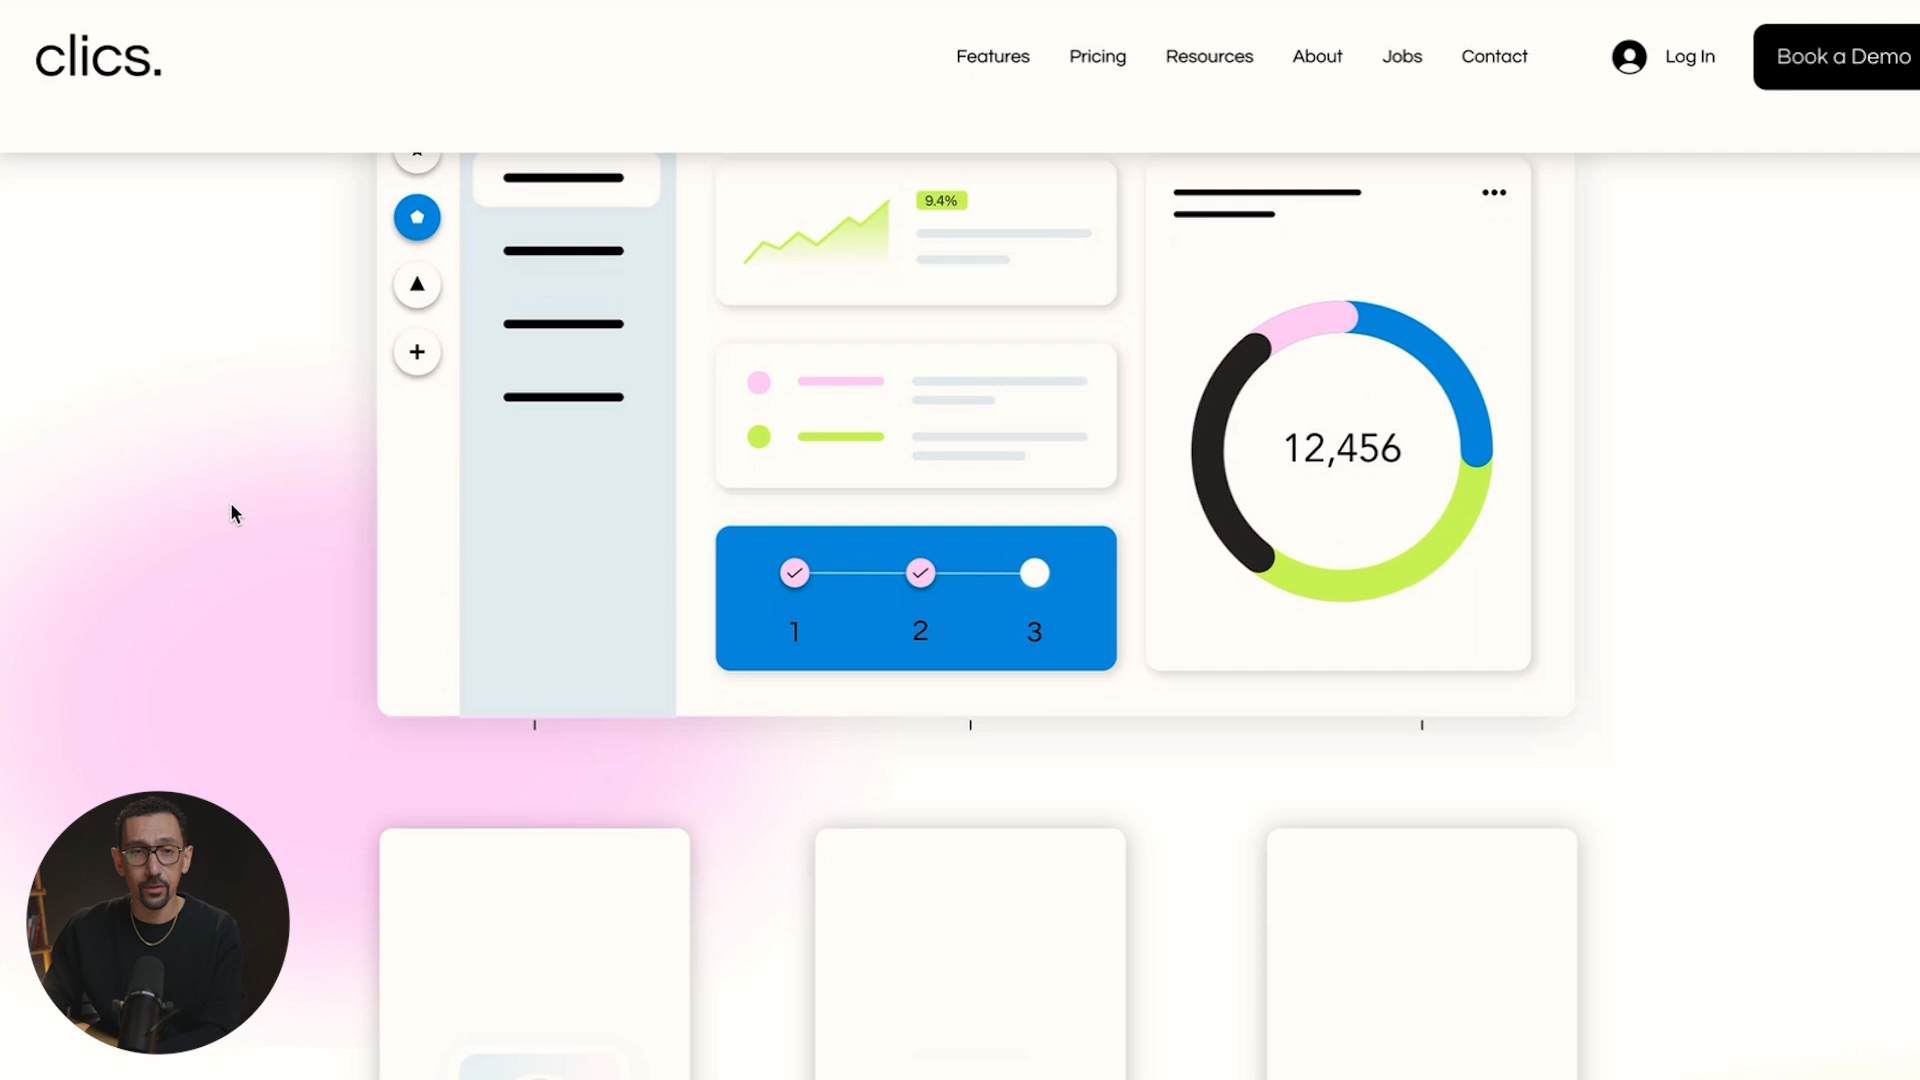 clics.
Features Pricing Resources About Jobs Contact Log In Book a Demo
9.4%
12,456
1 2 3